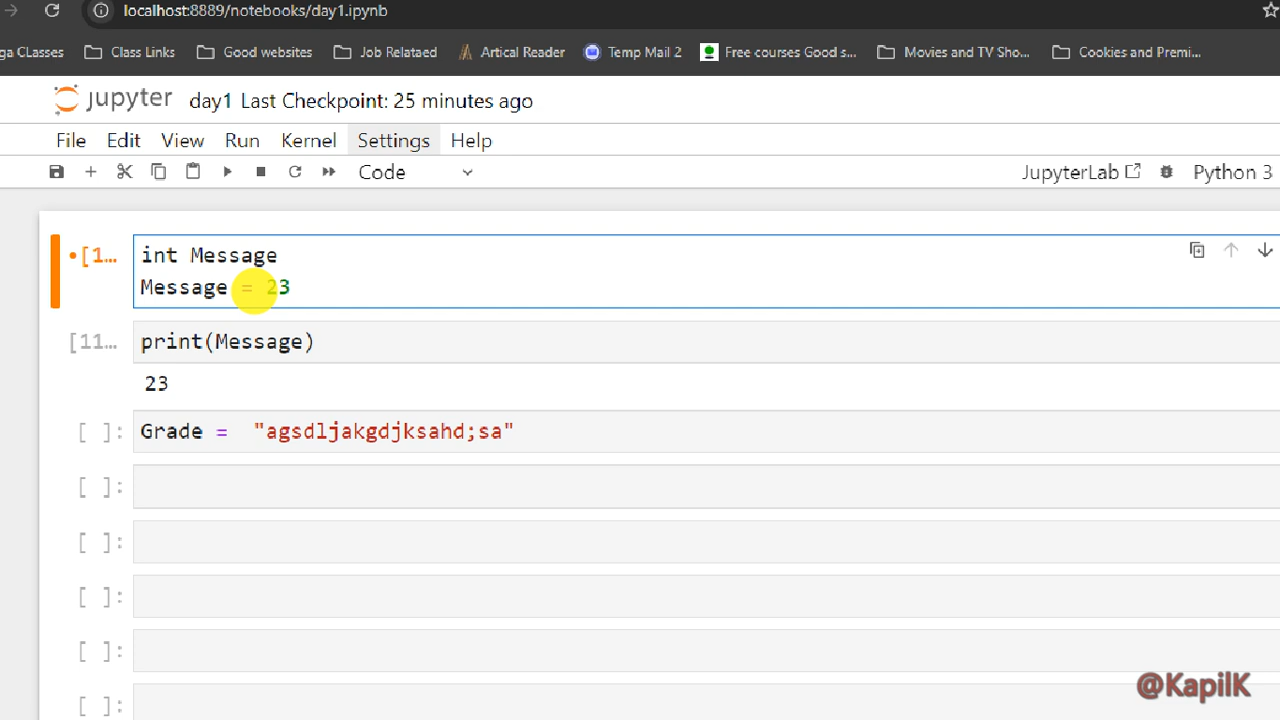 localhost:8889/notebooks/day1.ipynb
ga CLasses Class Links Good websites Job Relataed Artical Reader Temp Mail 2 Free courses Good s... Movies and TV Sho... Cookies and Premi...
jupyter day1 Last Checkpoint: 25 minutes ago
File Edit View Run Kernel Settings Help
Code JupyterLab Python 3
[1... int Message
Message = 23
[11... print(Message)
23
[ ]: Grade = "agsdljakgdjksahd;sa"
[ ]:
[ ]:
[ ]:
[ ]:
[ ]:
@KapilK